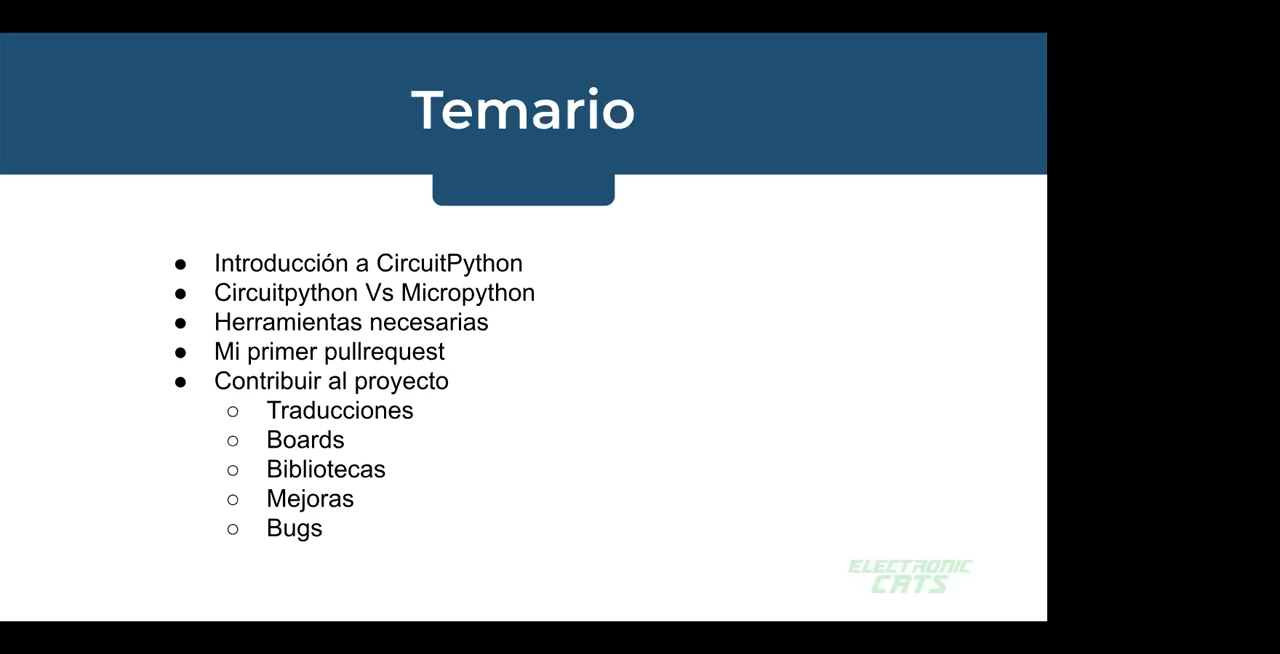 Temario
● Introducción a CircuitPython
● Circuitpython Vs Micropython
● Herramientas necesarias
● Mi primer pullrequest
● Contribuir al proyecto
○ Traducciones
○ Boards
○ Bibliotecas
○ Mejoras
○ Bugs
ELECTRONIC
CATS